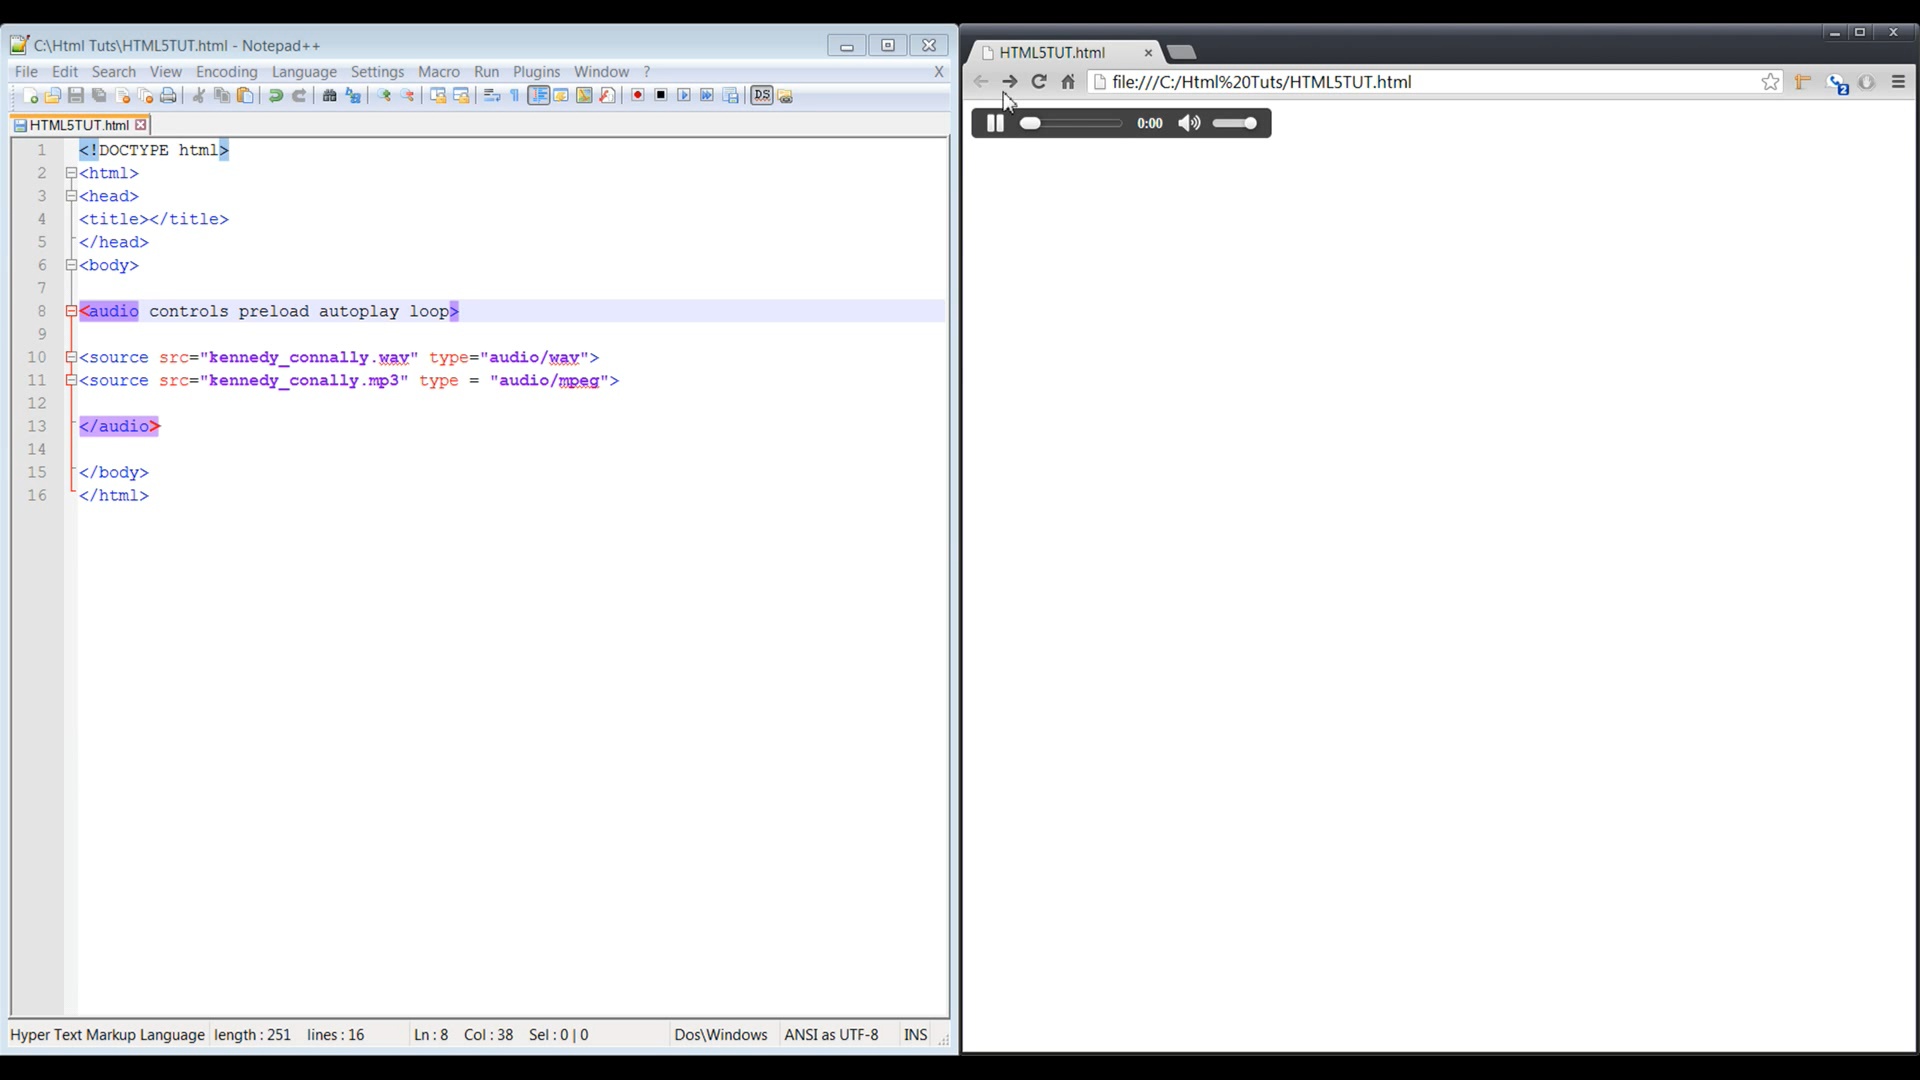 C:\Html Tuts\HTML5TUT.html - Notepad++
File Edit Search View Encoding Language Settings Macro Run Plugins Window ? X
HTML5TUT.html
1 <!DOCTYPE html>
2 <html>
3 <head>
4 <title></title>
5 </head>
6 <body>
7
8 <audio controls preload autoplay loop>
9
10 <source src="kennedy_connally.wav" type="audio/wav">
11 <source src="kennedy_conally.mp3" type = "audio/mpeg">
12
13 </audio>
14
15 </body>
16 </html>
Hyper Text Markup Language length : 251 lines : 16 Ln : 8 Col : 38 Sel : 0 | 0 Dos\Windows ANSI as UTF-8 INS
HTML5TUT.html
file:///C:/Html%20Tuts/HTML5TUT.html
2
0:00